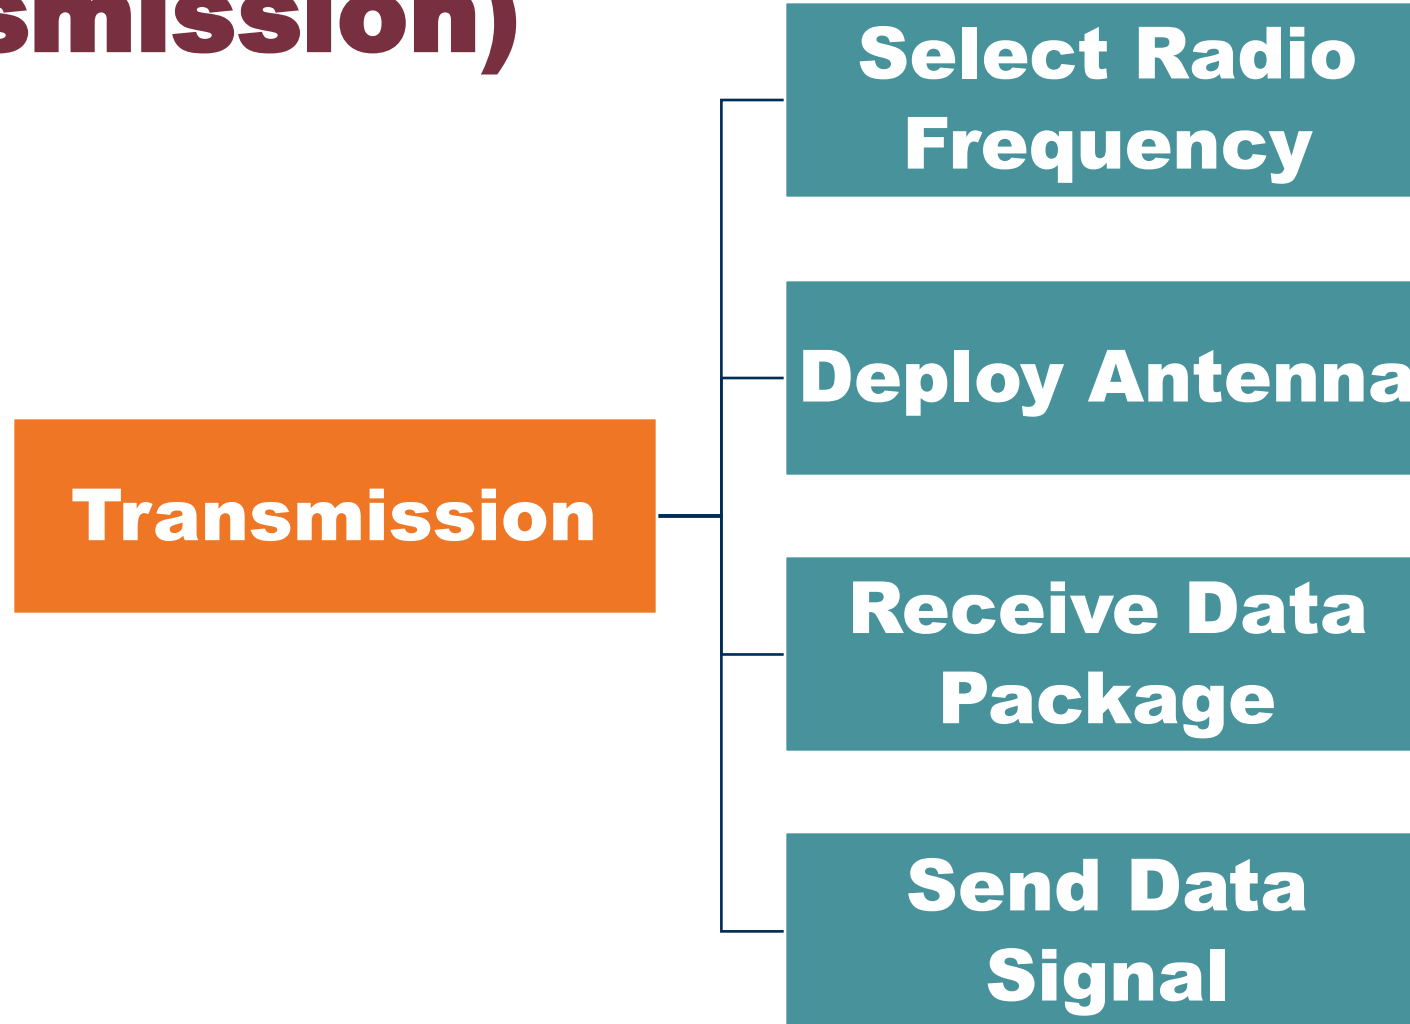 smission)
Select Radio
Frequency
Deploy Antenna
Transmission
Receive Data
Package
Send Data
Signal